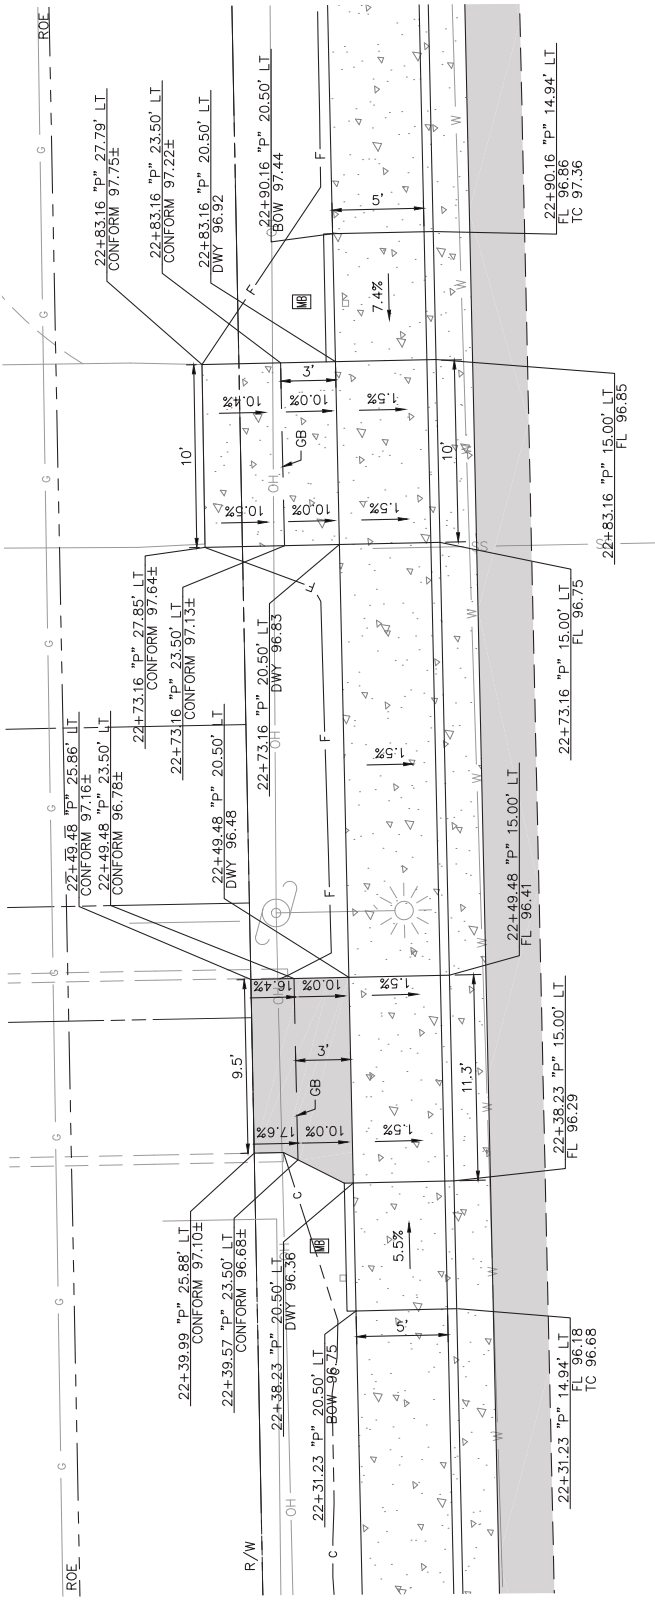 ROE
G
22+83.16 "P" 27.79' LT
CONFORM 97.75±
22+83.16 "P" 23.50' LT
CONFORM 97.22±
22+83.16 "P" 20.50' LT
DWY 96.92
22+90.16 "P" 20.50' LT
BOW 97.44
F
W
22+90.16 "P" 14.94' LT
FL 96.86
TC 97.36
5'
G
F
MB
W
7.4%
G
10'
3'
10.4%
10.0%
1.5%
GB
10'
22+83.16 "P" 15.00' LT
FL 96.85
OH
W
10.5%
10.0%
1.5%
SS
S
G
22+73.16 "P" 27.85' LT
CONFORM 97.64±
22+73.16 "P" 23.50' LT
CONFORM 97.13±
22+73.16 "P" 20.50' LT
DWY 96.83
F
W
22+73.16 "P" 15.00' LT
FL 96.75
OH
F
1.5%
W
G
22+49.48 "P" 25.86' LT
CONFORM 97.16±
22+49.48 "P" 23.50' LT
CONFORM 96.78±
22+49.48 "P" 20.50' LT
DWY 96.48
F
W
22+49.48 "P" 15.00' LT
FL 96.41
G
16.4%
10.0%
1.5%
OH
9.5'
3'
GB
11.3'
W
22+38.23 "P" 15.00' LT
FL 96.29
G
17.6%
10.0%
1.5%
22+39.99 "P" 25.88' LT
CONFORM 97.10±
22+39.57 "P" 23.50' LT
CONFORM 96.68±
22+38.23 "P" 20.50' LT
DWY 96.36
C
OH
MB
5.5%
W
22+31.23 "P" 20.50' LT
BOW 96.75
5'
22+31.23 "P" 14.94' LT
FL 96.18
TC 96.68
G
W
G
OH
R/W
C
ROE